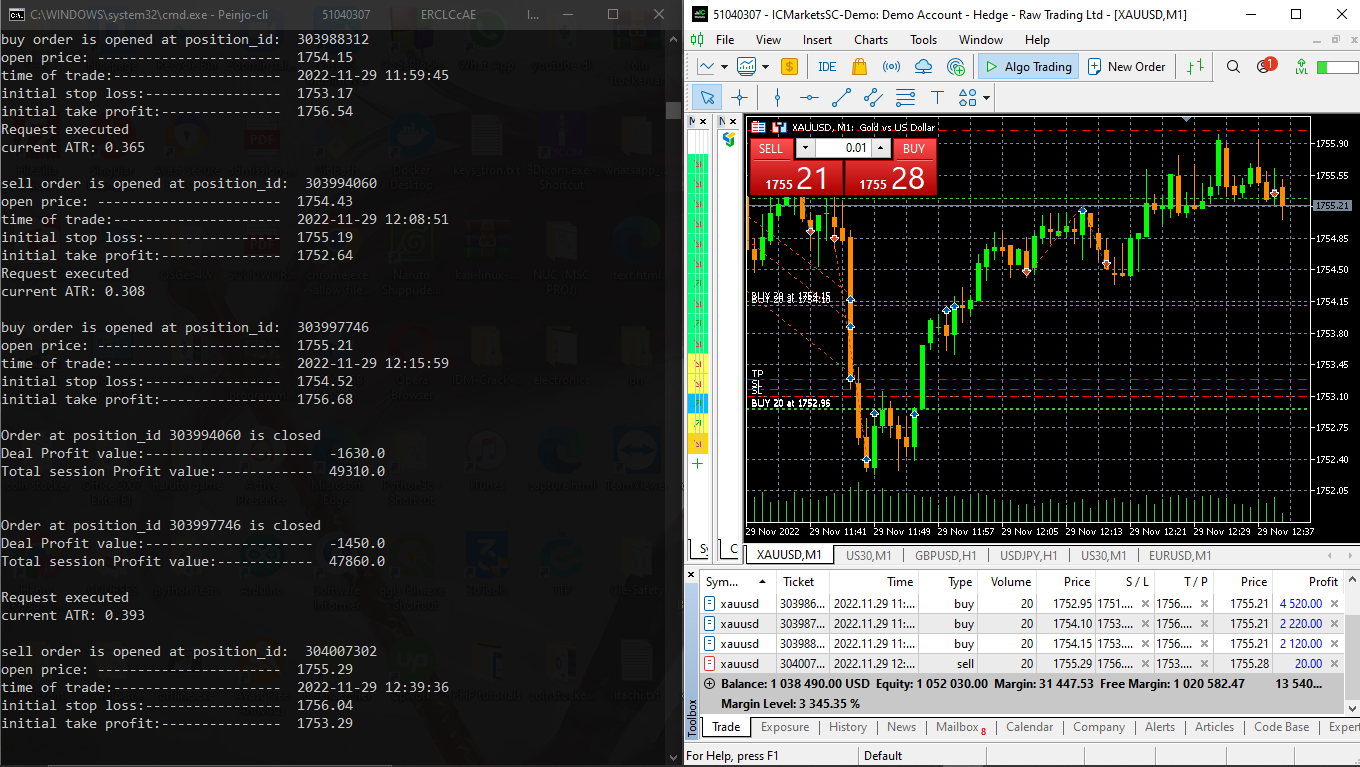 C:\WINDOWS\system32\cmd.exe - Peinjo-cli 51040307 ERCLCcAE I...
buy order is opened at position_id: 303988312
open price: ------------------ 1754.15
time of trade:--------------------- 2022-11-29 11:59:45
initial stop loss:----------------- 1753.17
initial take profit:--------------- 1756.54
Request executed
current ATR: 0.365
sell order is opened at position_id: 303994060
open price: ------------------ 1754.43
time of trade:--------------------- 2022-11-29 12:08:51
initial stop loss:----------------- 1755.19
initial take profit:--------------- 1752.64
Request executed
current ATR: 0.308
buy order is opened at position_id: 303997746
open price: ------------------ 1755.21
time of trade:--------------------- 2022-11-29 12:15:59
initial stop loss:----------------- 1754.52
initial take profit:--------------- 1756.68
Order at position_id 303994060 is closed
Deal Profit value:--------------------- -1630.0
Total session Profit value:------------ 49310.0
Order at position_id 303997746 is closed
Deal Profit value:--------------------- -1450.0
Total session Profit value:------------ 47860.0
Request executed
current ATR: 0.393
sell order is opened at position_id: 304007302
open price: ------------------ 1755.29
time of trade:--------------------- 2022-11-29 12:39:36
initial stop loss:----------------- 1756.04
initial take profit:--------------- 1753.29
51040307 - ICMarketsSC-Demo: Demo Account - Hedge - Raw Trading Ltd - [XAUUSD,M1]
File View Insert Charts Tools Window Help
IDE Algo Trading New Order 1 LVL
M N
XAUUSD, M1: Gold vs US Dollar
SELL 0.01 BUY
1755 21 1755 28
1755.90
1755.55
1755.21
1754.85
1754.50
1754.15
1753.80
1753.45
1753.10
1752.75
1752.40
1752.05
BUY 20 at 1754.15
TP
SL
SL
BUY 20 at 1752.95
29 Nov 2022 29 Nov 11:41 29 Nov 11:49 29 Nov 11:57 29 Nov 12:05 29 Nov 12:13 29 Nov 12:21 29 Nov 12:29 29 Nov 12:37
Sy C XAUUSD,M1 US30,M1 GBPUSD,H1 USDJPY,H1 US30,M1 EURUSD,M1
Sym... Ticket Time Type Volume Price S / L T / P Price Profit
xauusd 303986... 2022.11.29 11:... buy 20 1752.95 1751.... 1756.... 1755.21 4 520.00
xauusd 303987... 2022.11.29 11:... buy 20 1754.10 1753.... 1756.... 1755.21 2 220.00
xauusd 303988... 2022.11.29 11:... buy 20 1754.15 1753.... 1756.... 1755.21 2 120.00
xauusd 304007... 2022.11.29 12:... sell 20 1755.29 1756.... 1753.... 1755.28 20.00
Balance: 1 038 490.00 USD Equity: 1 052 030.00 Margin: 31 447.53 Free Margin: 1 020 582.47 13 540...
Margin Level: 3 345.35 %
Toolbox
Trade Exposure History News Mailbox 8 Calendar Company Alerts Articles Code Base Exper
For Help, press F1 Default